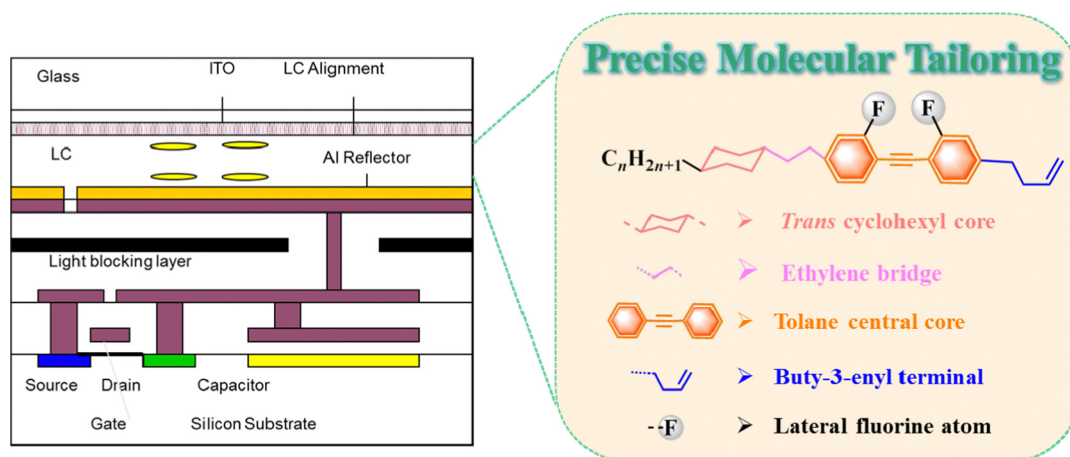 Glass
ITO
LC Alignment
LC
Al Reflector
Light blocking layer
Source
Drain
Capacitor
Gate
Silicon Substrate
Precise Molecular Tailoring
F
F
CnH2n+1
Trans cyclohexyl core
Ethylene bridge
Tolane central core
Buty-3-enyl terminal
F
Lateral fluorine atom